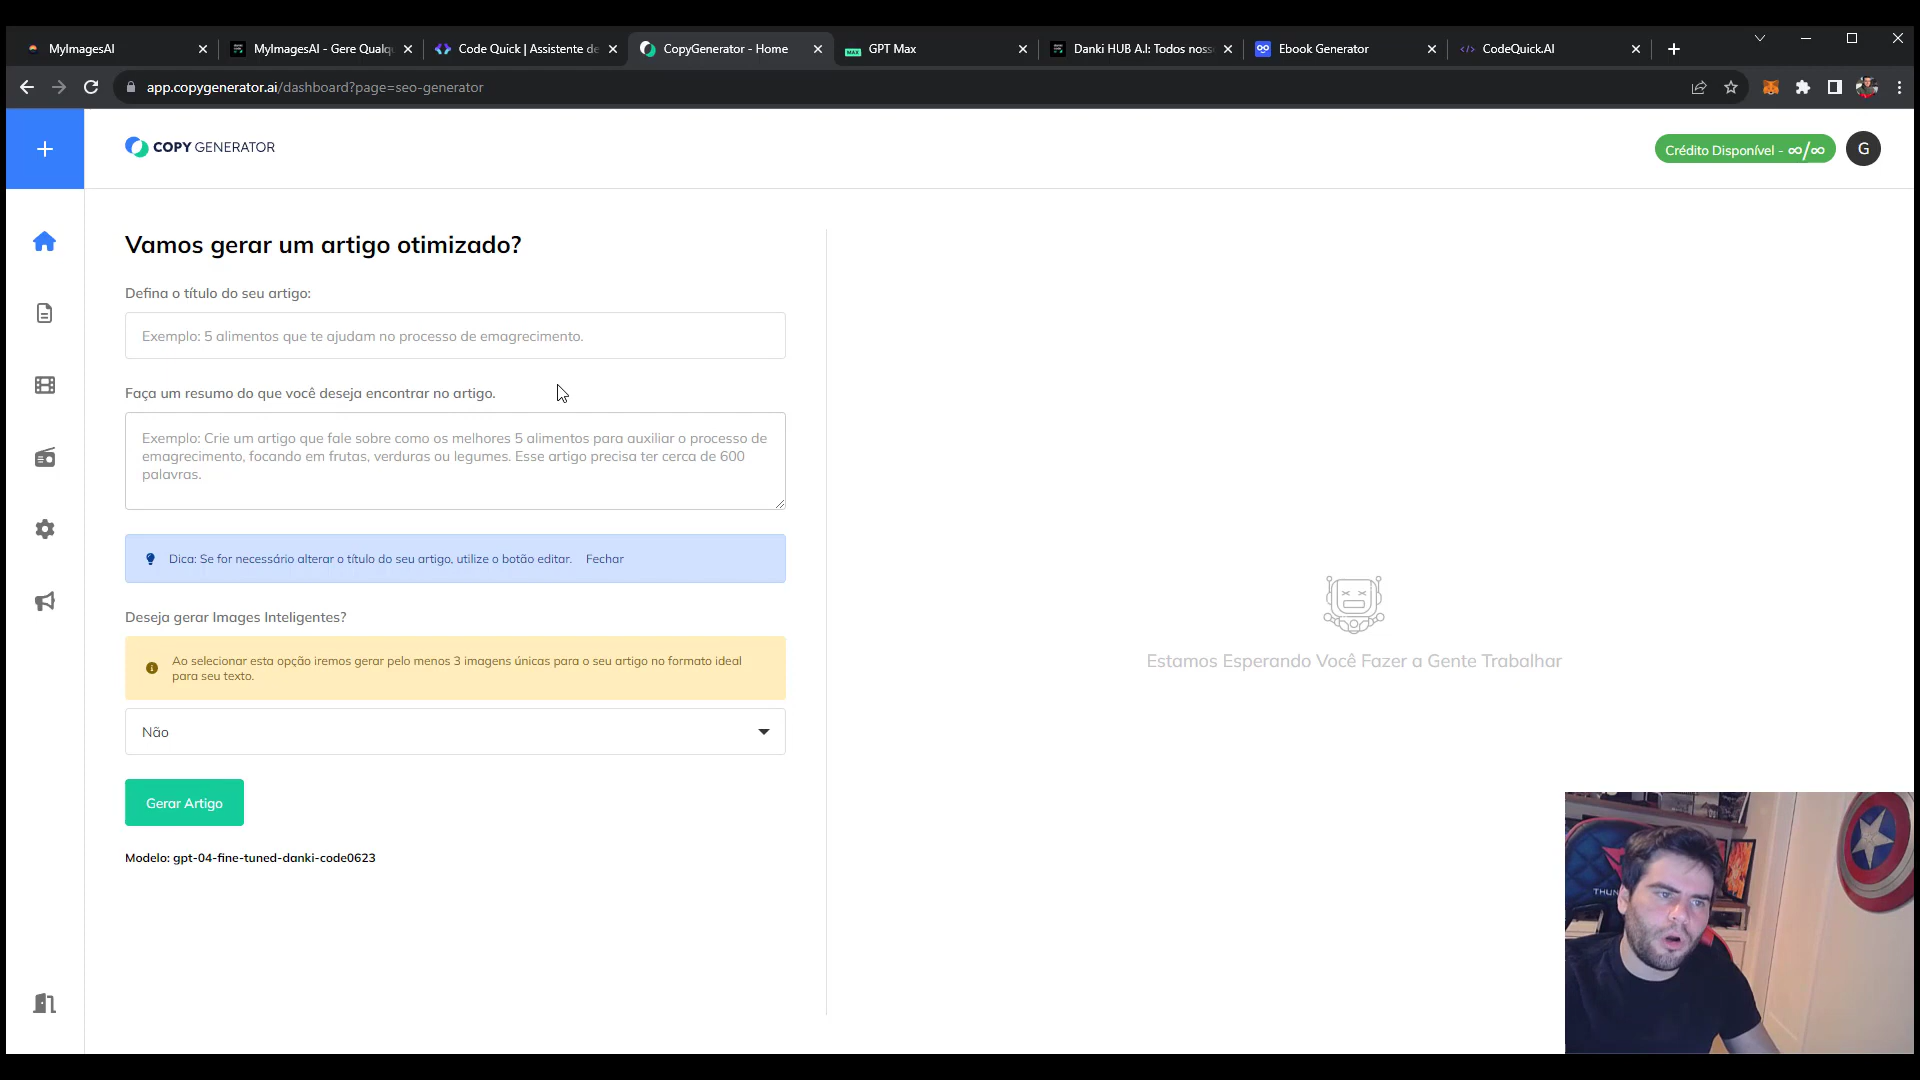 MyImagesAI
MyImagesAI - Gere Qualq
Code Quick | Assistente de
CopyGenerator - Home
GPT Max
Danki HUB A.I: Todos noss
Ebook Generator
CodeQuick.AI
app.copygenerator.ai/dashboard?page=seo-generator
COPY GENERATOR
Crédito Disponível - ∞/∞
G
Vamos gerar um artigo otimizado?
Defina o título do seu artigo:
Exemplo: 5 alimentos que te ajudam no processo de emagrecimento.
Faça um resumo do que você deseja encontrar no artigo.
Exemplo: Crie um artigo que fale sobre como os melhores 5 alimentos para auxiliar o processo de
emagrecimento, focando em frutas, verduras ou legumes. Esse artigo precisa ter cerca de 600
palavras.
Dica: Se for necessário alterar o título do seu artigo, utilize o botão editar. Fechar
Deseja gerar Images Inteligentes?
Ao selecionar esta opção iremos gerar pelo menos 3 imagens únicas para o seu artigo no formato ideal
para seu texto.
Não
Gerar Artigo
Modelo: gpt-04-fine-tuned-danki-code0623
Estamos Esperando Você Fazer a Gente Trabalhar
THUN